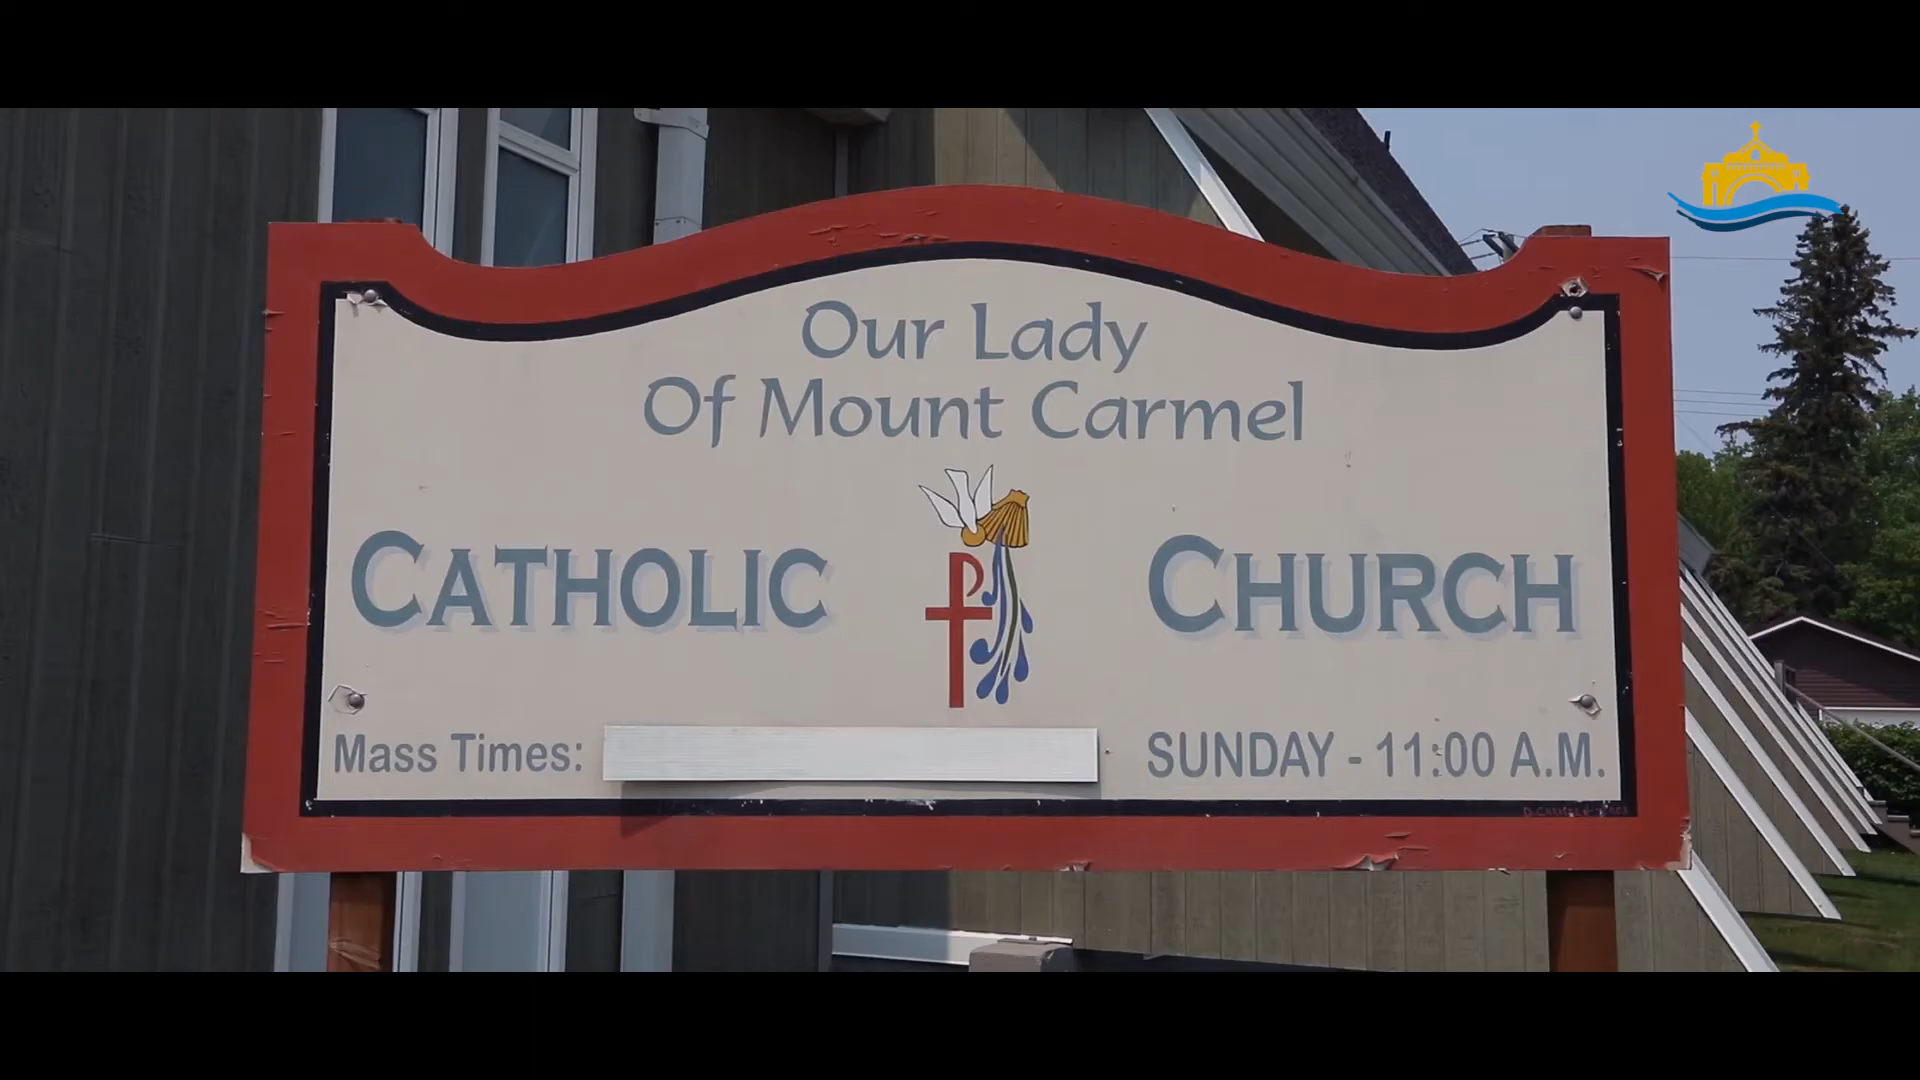 Our Lady
Of Mount Carmel
CATHOLIC CHURCH
Mass Times: SUNDAY - 11:00 A.M.